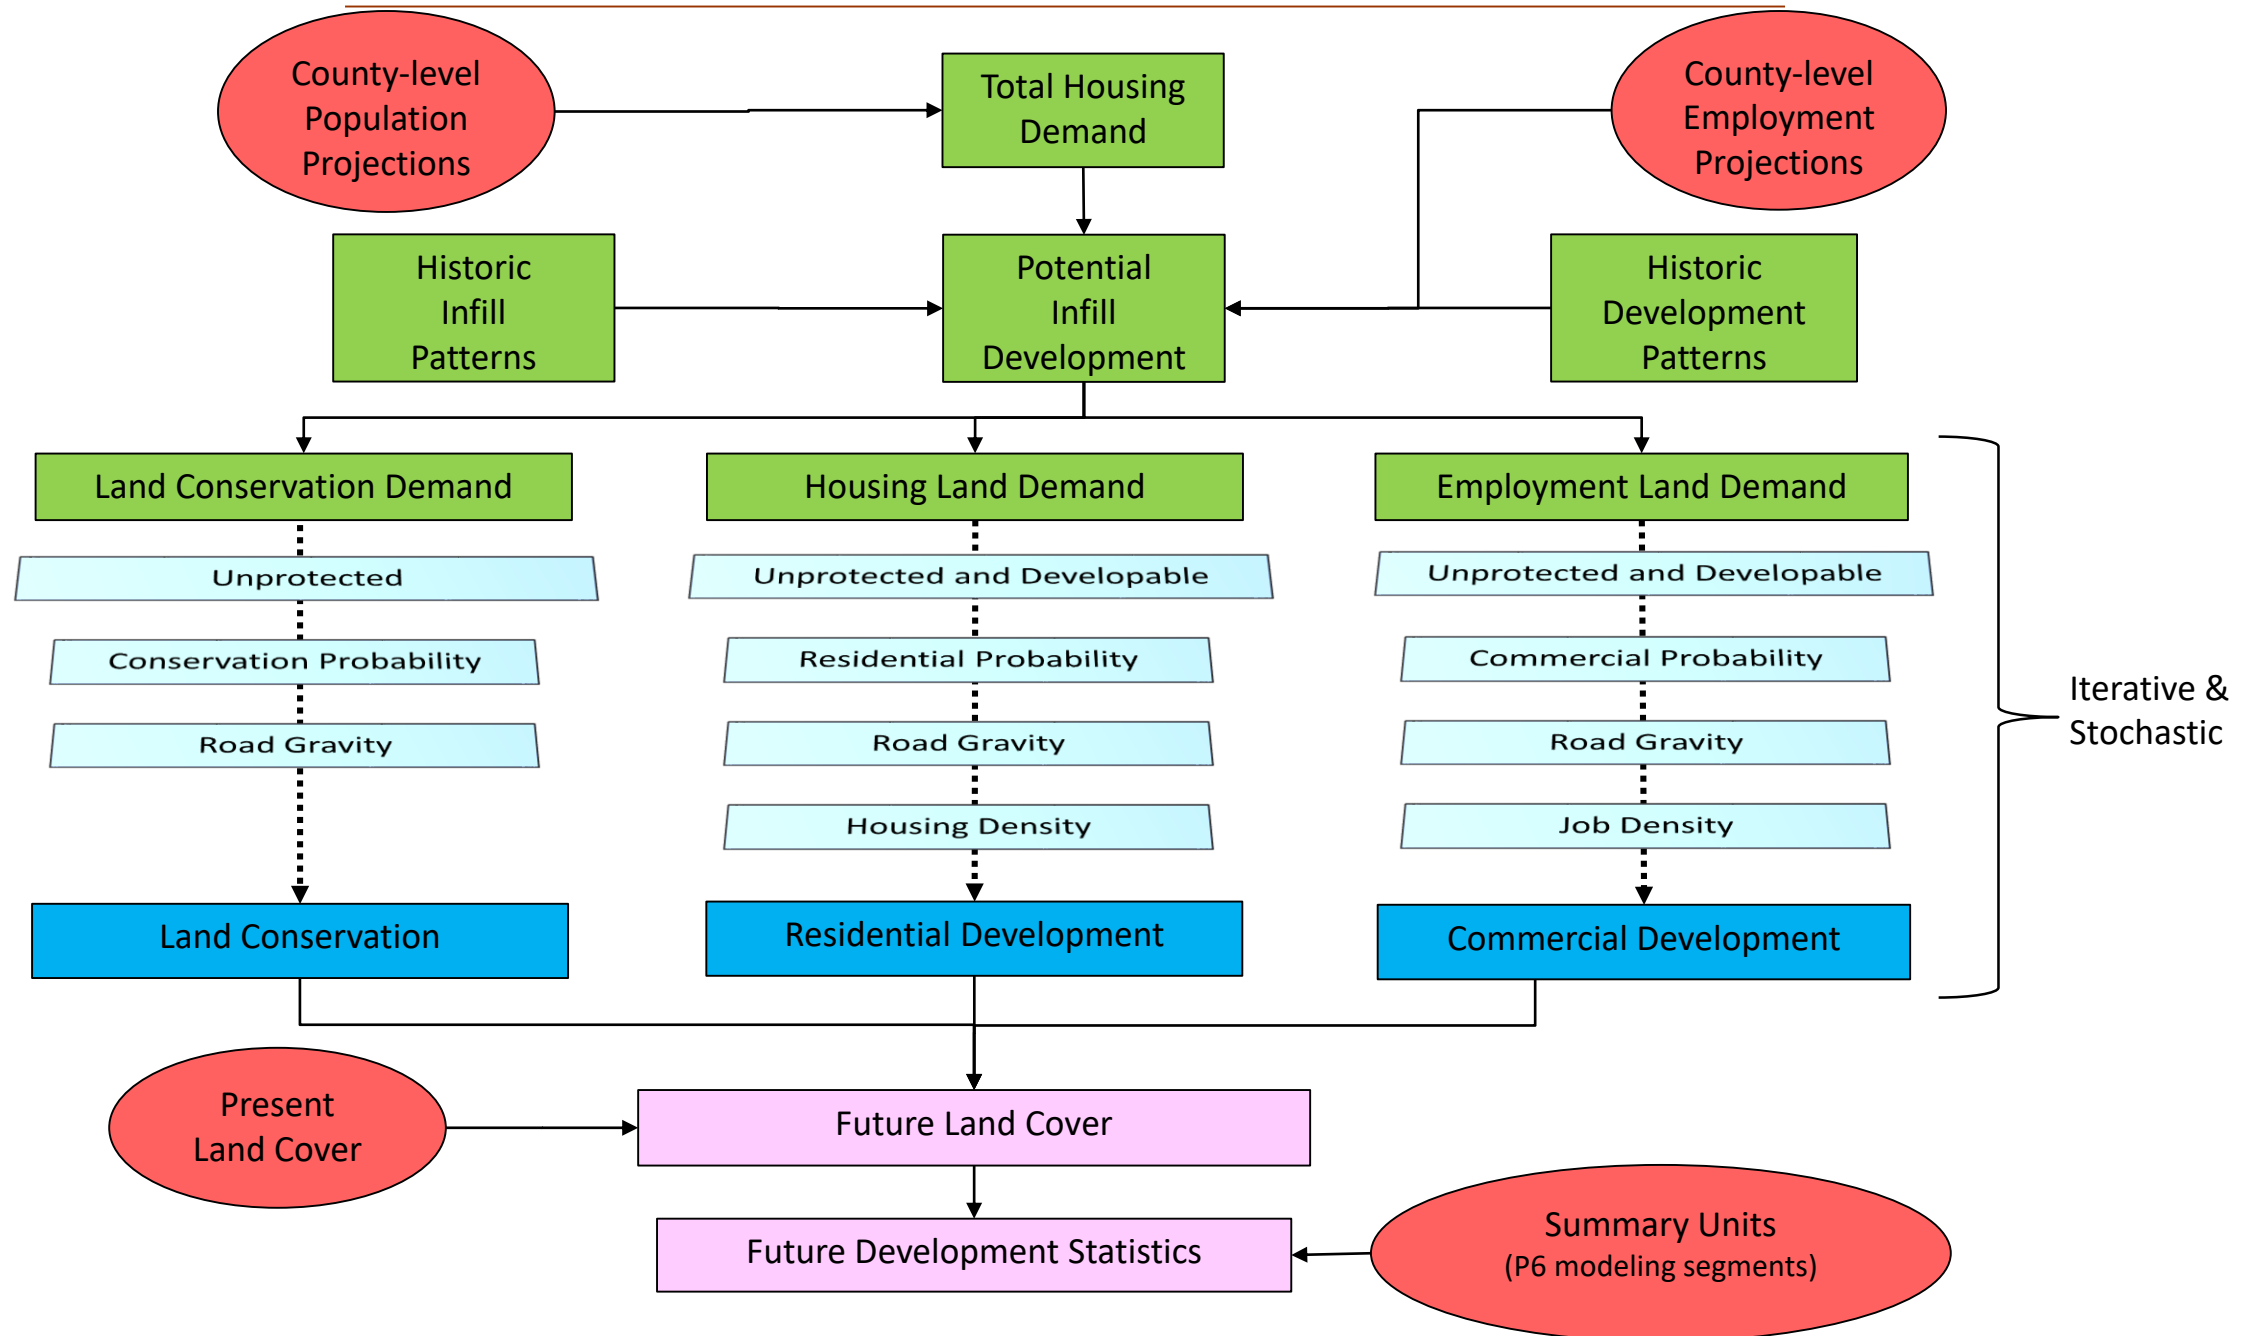 County-level
Population
Projections
Total Housing
Demand
County-level
Employment
Projections
Historic
Infill
Patterns
Potential
Infill
Development
Historic
Development
Patterns
Land Conservation Demand
Housing Land Demand
Employment Land Demand
Unprotected
Unprotected and Developable
Unprotected and Developable
Conservation Probability
Residential Probability
Commercial Probability
Road Gravity
Road Gravity
Road Gravity
Housing Density
Job Density
Iterative &
Stochastic
Land Conservation
Residential Development
Commercial Development
Present
Land Cover
Future Land Cover
Future Development Statistics
Summary Units
(P6 modeling segments)